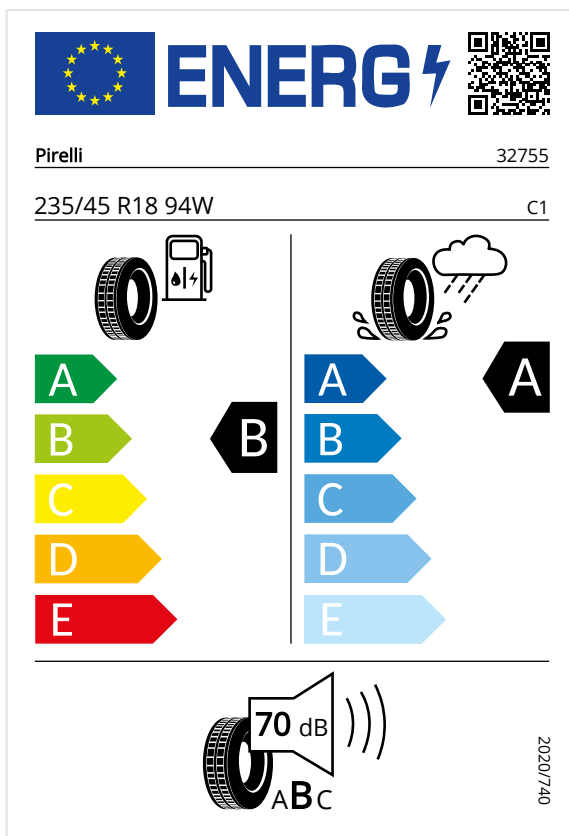 ENERG
Pirelli 32755
235/45 R18 94W C1
A A A
B B B
C C
D D
E E
70 dB
ABC
2020/740